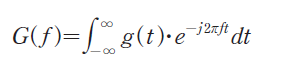 G(f)=∫_{-∞}^{∞} g(t)·e^{-j2πft} dt